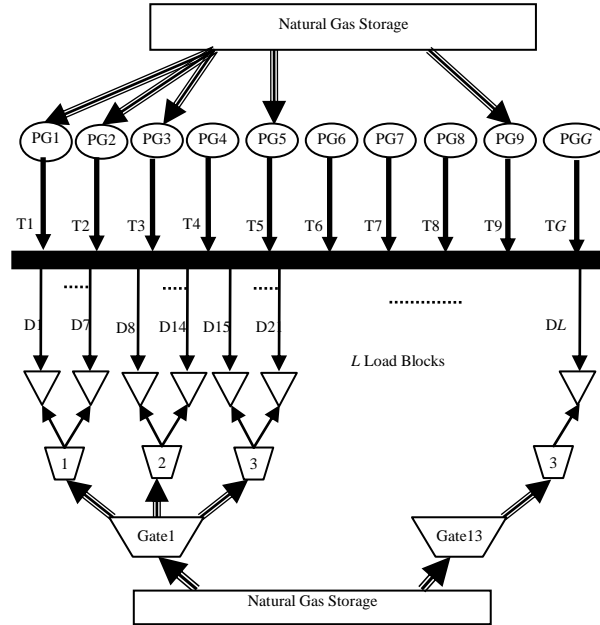 Natural Gas Storage
PG1 PG2 PG3 PG4 PG5 PG6 PG7 PG8 PG9 PGG
T1 T2 T3 T4 T5 T6 T7 T8 T9 TG
D1 D7 D8 D14 D15 D21 DL
L Load Blocks
1 2 3 3
Gate1 Gate13
Natural Gas Storage